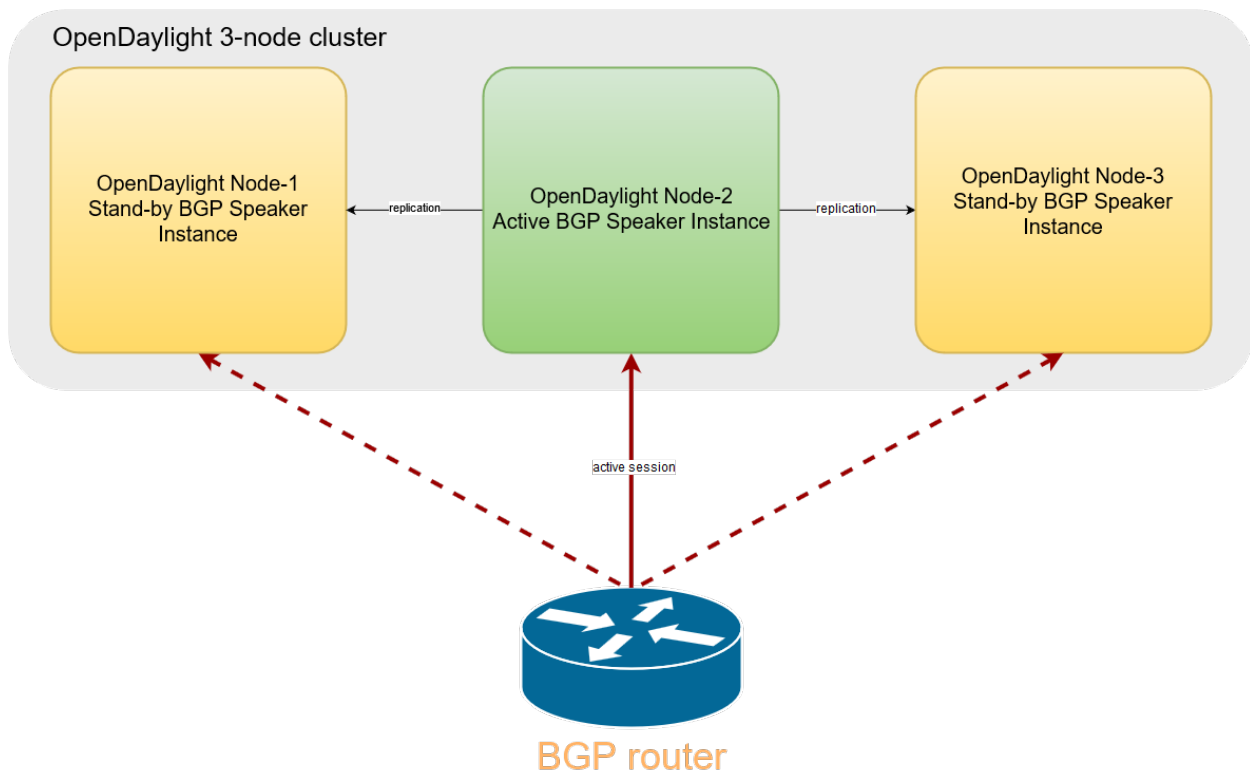 OpenDaylight 3-node cluster
OpenDaylight Node-1
Stand-by BGP Speaker
Instance
replication
OpenDaylight Node-2
Active BGP Speaker Instance
replication
OpenDaylight Node-3
Stand-by BGP Speaker
Instance
active session
BGP router